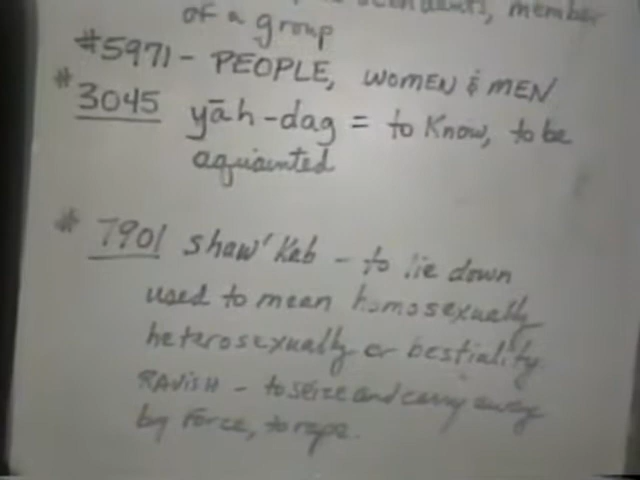 of a group
#5971 - PEOPLE, WOMEN & MEN
# 3045 yāh-dag = to Know, to be
aquiainted
# 7901 shaw'Kab - to lie down
used to mean homosexually
heterosexually or bestiality.
RAVISH - to seize and carry away
by Force, to rape.